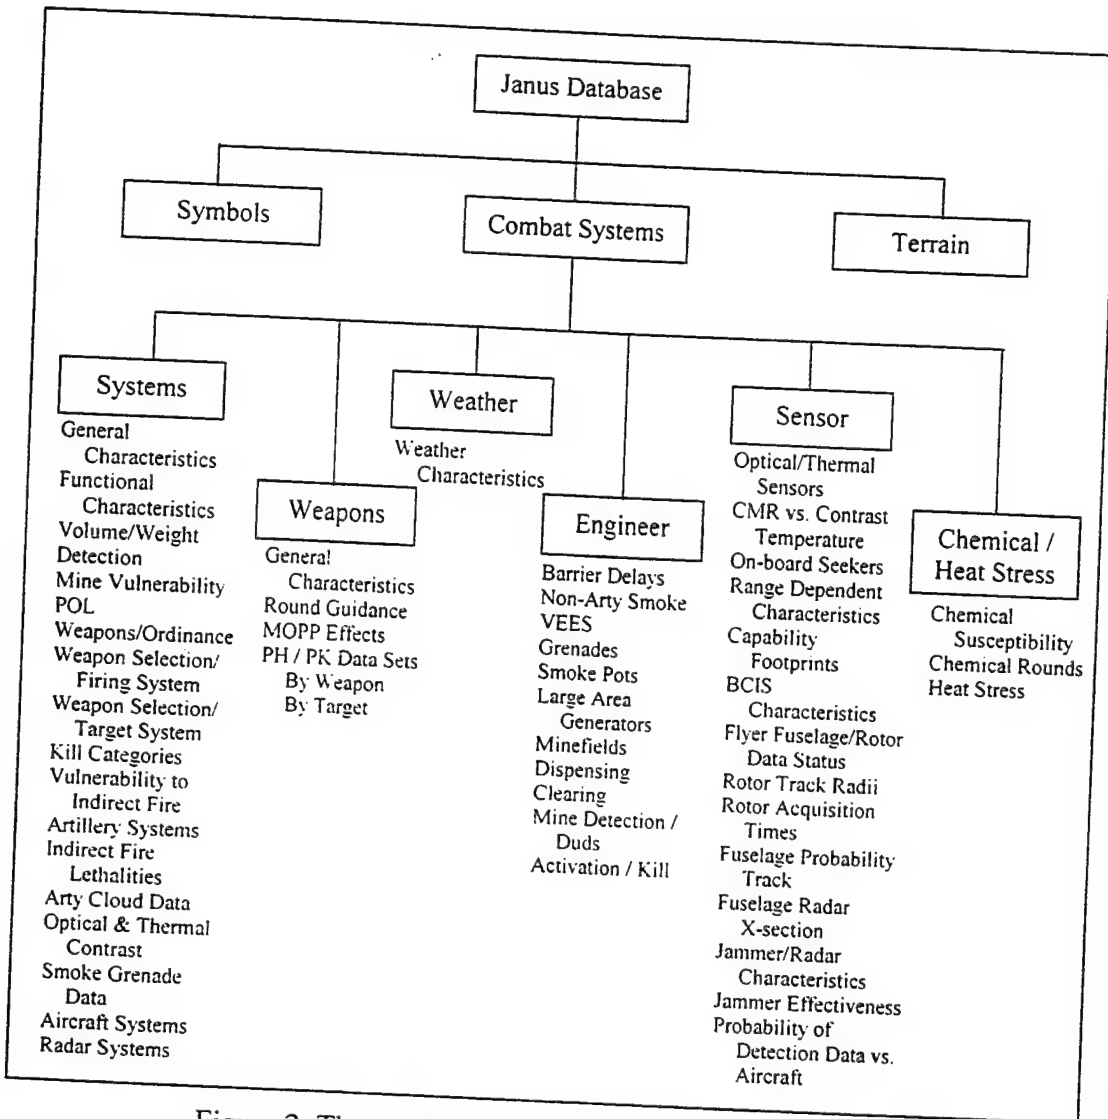 Janus Database
Symbols
Combat Systems
Terrain
Systems
General
Characteristics
Functional
Characteristics
Volume/Weight
Detection
Mine Vulnerability
POL
Weapons/Ordinance
Weapon Selection/
Firing System
Weapon Selection/
Target System
Kill Categories
Vulnerability to
Indirect Fire
Artillery Systems
Indirect Fire
Lethalities
Arty Cloud Data
Optical & Thermal
Contrast
Smoke Grenade
Data
Aircraft Systems
Radar Systems
Weapons
General
Characteristics
Round Guidance
MOPP Effects
PH / PK Data Sets
By Weapon
By Target
Weather
Weather
Characteristics
Engineer
Barrier Delays
Non-Arty Smoke
VEES
Grenades
Smoke Pots
Large Area
Generators
Minefields
Dispensing
Clearing
Mine Detection /
Duds
Activation / Kill
Sensor
Optical/Thermal
Sensors
CMR vs. Contrast
Temperature
On-board Seekers
Range Dependent
Characteristics
Capability
Footprints
BCIS
Characteristics
Flyer Fuselage/Rotor
Data Status
Rotor Track Radii
Rotor Acquisition
Times
Fuselage Probability
Track
Fuselage Radar
X-section
Jammer/Radar
Characteristics
Jammer Effectiveness
Probability of
Detection Data vs.
Aircraft
Chemical /
Heat Stress
Chemical
Susceptibility
Chemical Rounds
Heat Stress